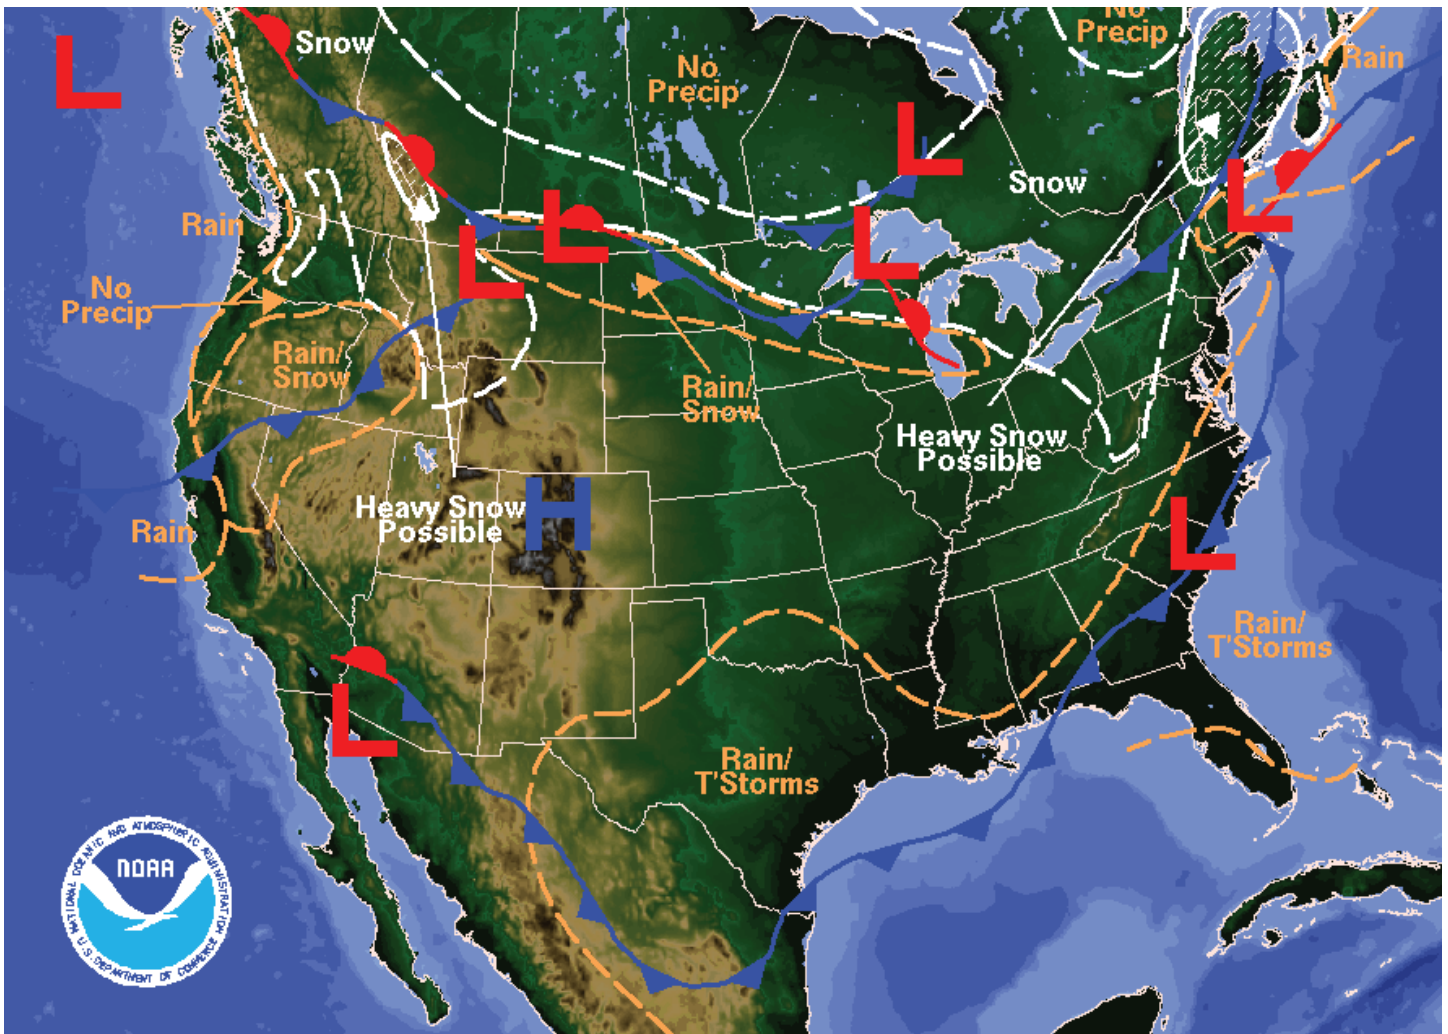 No
Precip
Rain
L
Snow
No
Precip
L
Snow
Rain
L
L
L
L
L
No
Precip
Rain/
Snow
Rain/
Snow
Heavy Snow
Possible
Heavy Snow
Possible
H
Rain
L
Rain/
T'Storms
L
Rain/
T'Storms
NOAA
NATIONAL OCEANIC AND ATMOSPHERIC ADMINISTRATION
U.S. DEPARTMENT OF COMMERCE